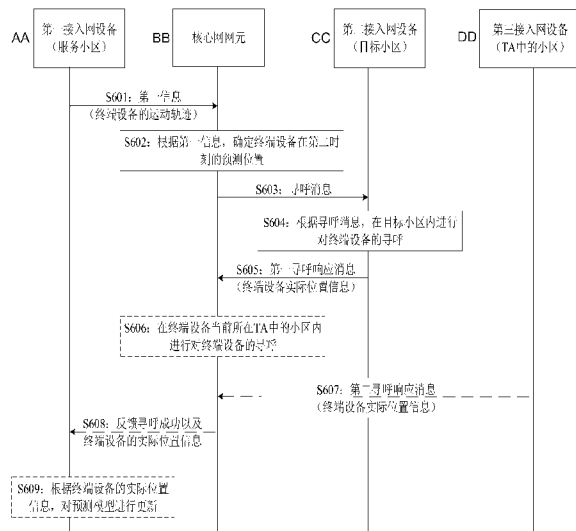 AA
第一接入网设备
(服务小区)
BB
核心网网元
CC
第二接入网设备
(目标小区)
DD
第三接入网设备
(TA中的小区)
S601：第一信息
(终端设备的运动轨迹)
S602：根据第一信息，确定终端设备在第二时
刻的预测位置
S603：寻呼消息
S604：根据寻呼消息，在目标小区内进行
对终端设备的寻呼
S605：第一寻呼响应消息
(终端设备实际位置信息)
S606：在终端设备当前所在TA中的小区内
进行对终端设备的寻呼
S607：第二寻呼响应消息
(终端设备实际位置信息)
S608：反馈寻呼成功以及
终端设备的实际位置信息
S609：根据终端设备的实际位置
信息，对预测模型进行更新